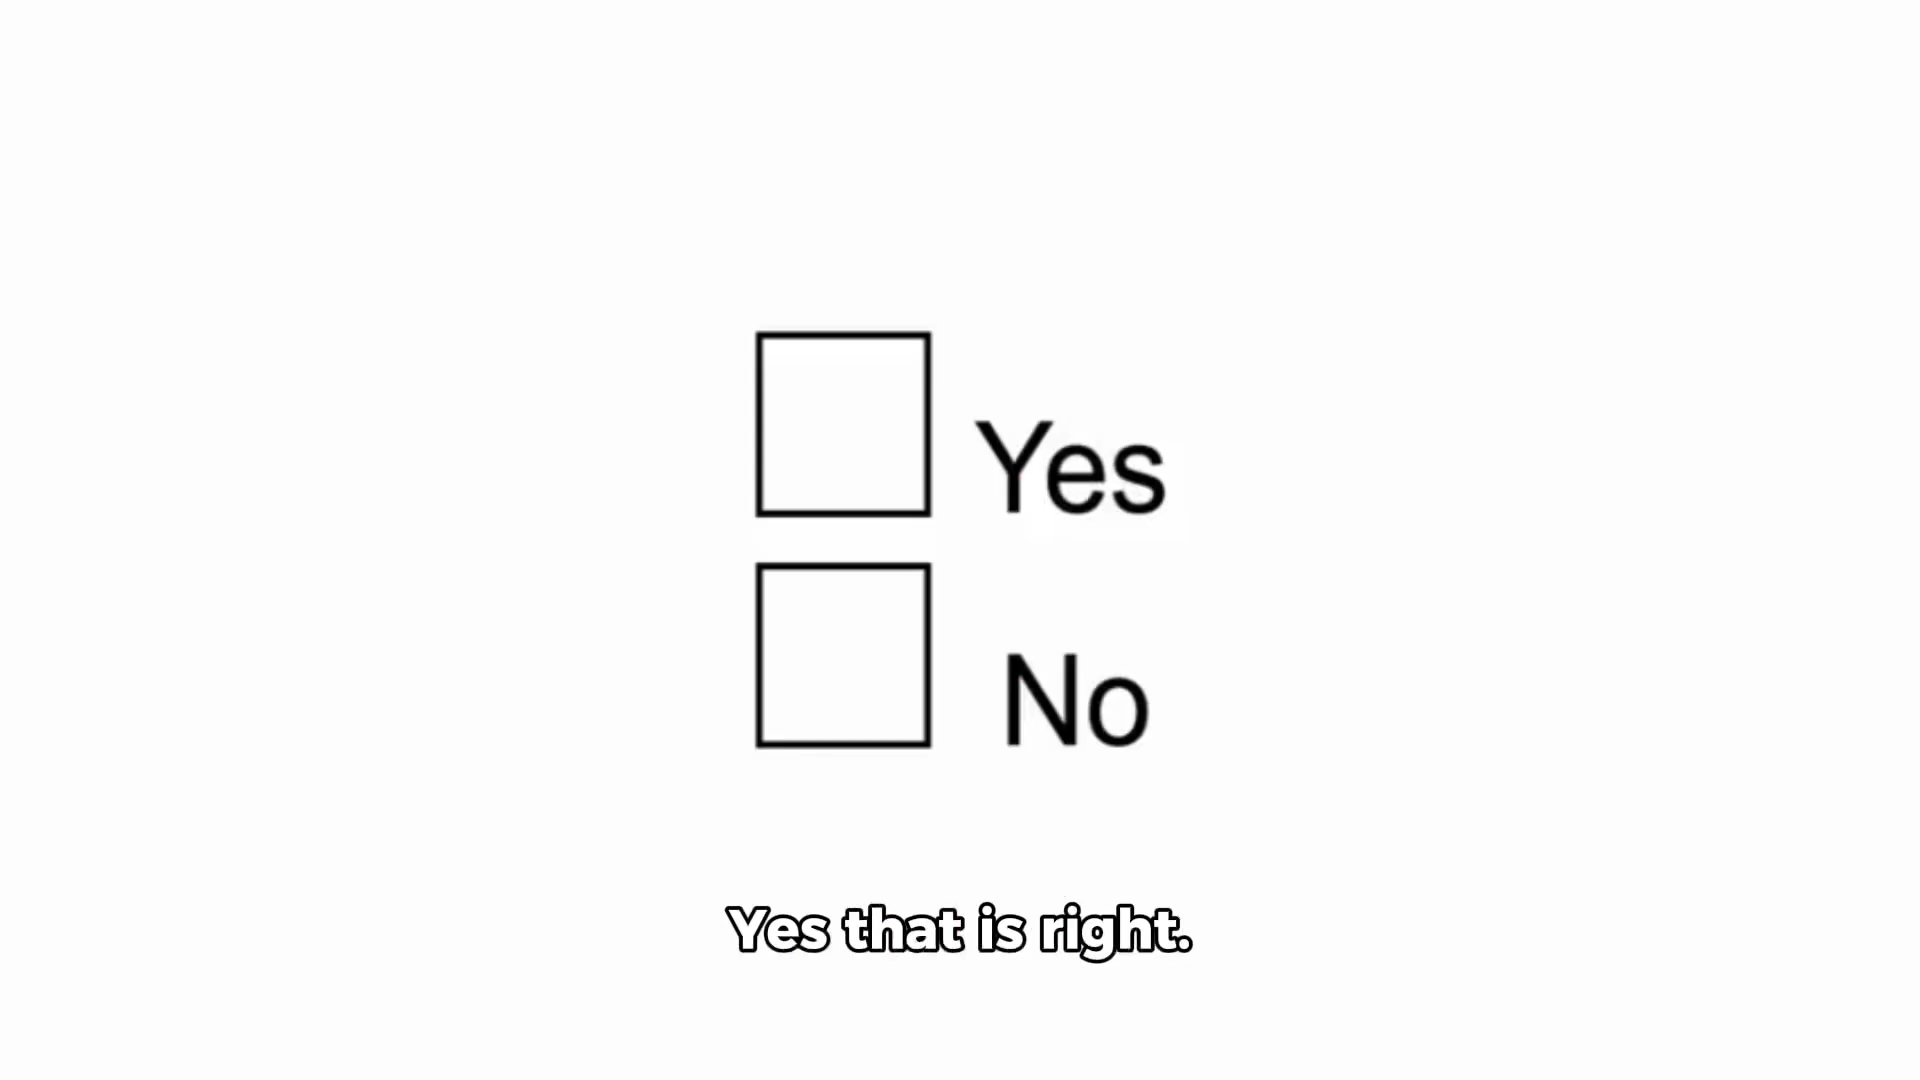 Yes
No
Yes that is right.